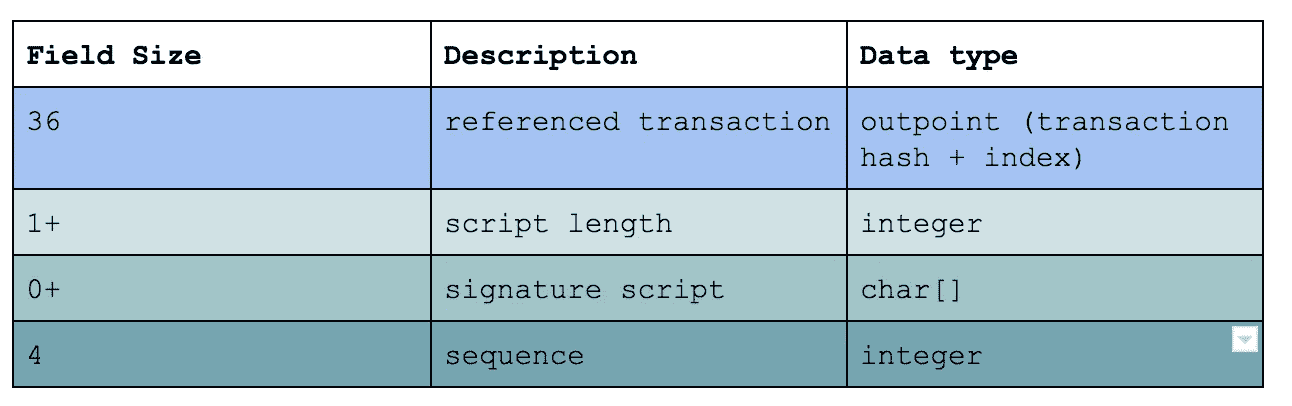 Field Size Description Data type
36 referenced transaction outpoint (transaction
hash + index)
1+ script length integer
0+ signature script char[]
4 sequence integer